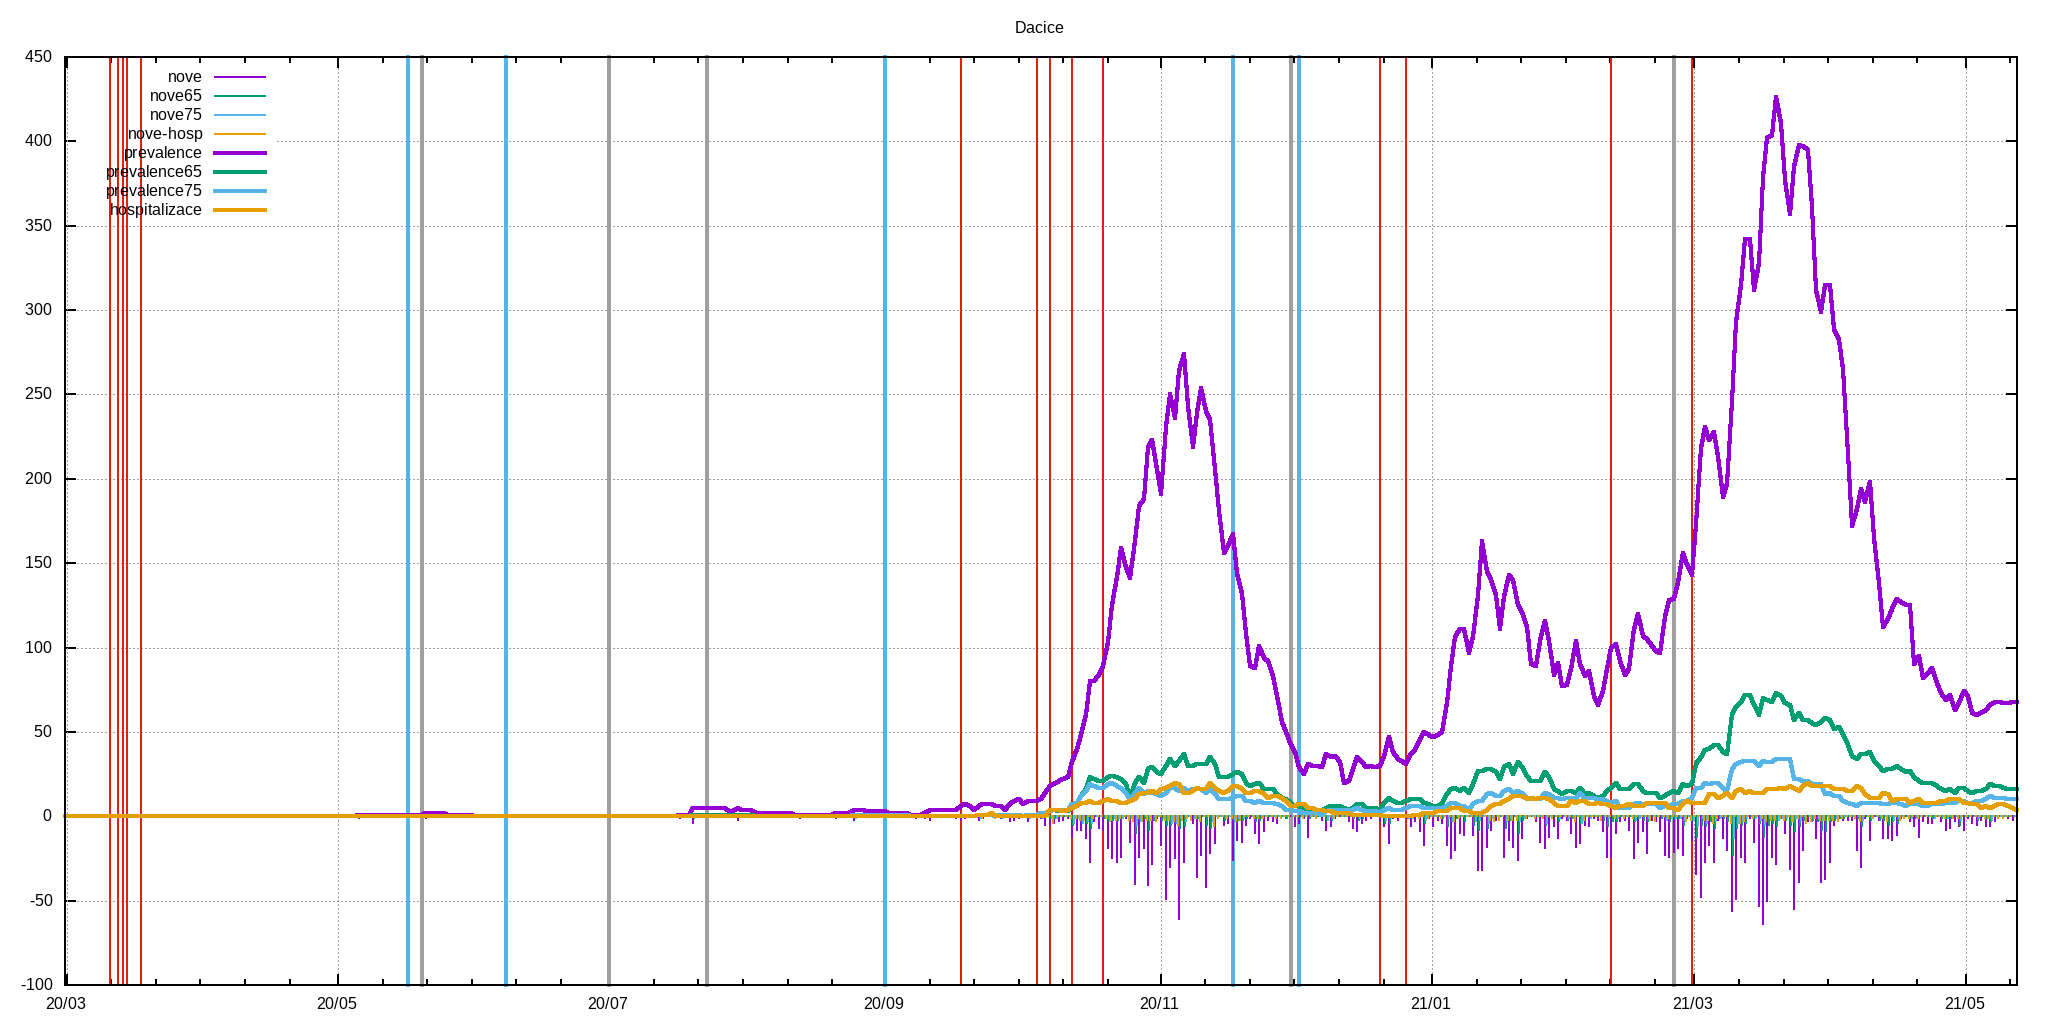 Dacice
450
400
350
300
250
200
150
100
50
0
-50
-100
nove
nove65
nove75
nove-hosp
prevalence
prevalence65
prevalence75
hospitalizace
20/03 20/05 20/07 20/09 20/11 21/01 21/03 21/05